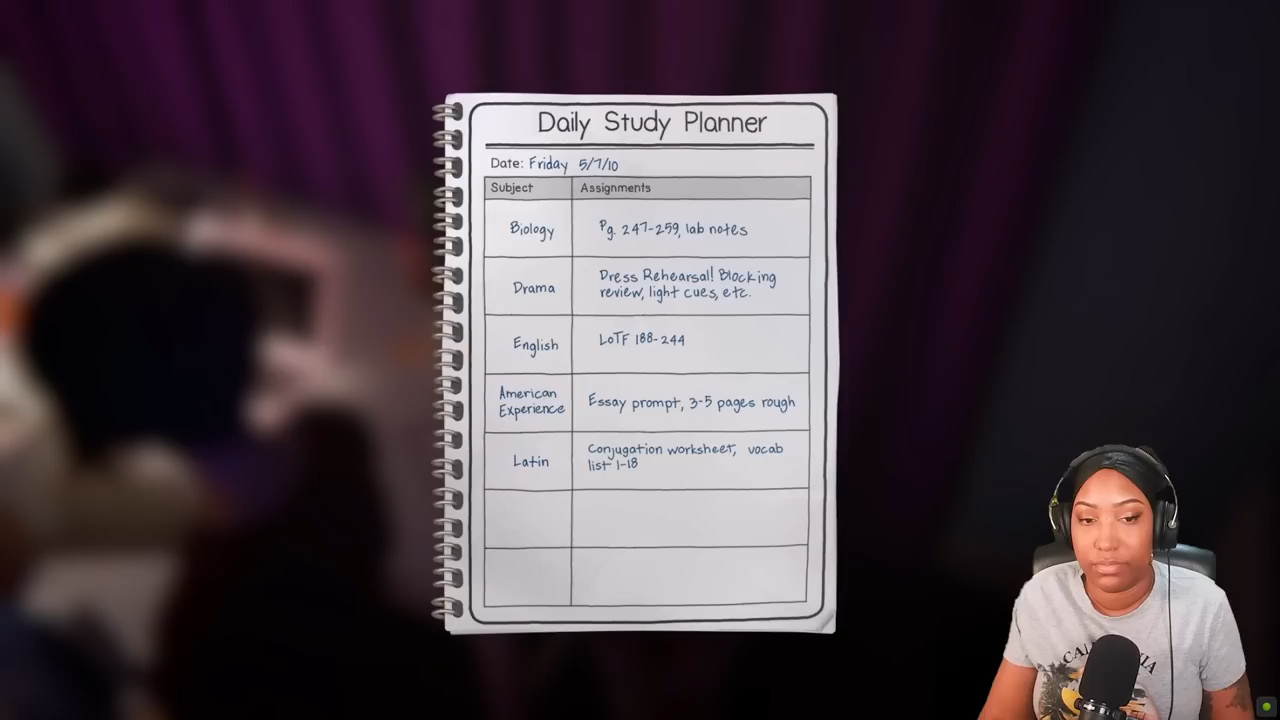 Daily Study Planner
Date: Friday 5/7/10
Subject Assignments
Biology Pg. 247-259, lab notes
Drama Dress Rehearsal! Blocking
review, light cues, etc.
English LoTF 188-244
American
Experience Essay prompt, 3-5 pages rough
Latin Conjugation worksheet, vocab
list 1-18